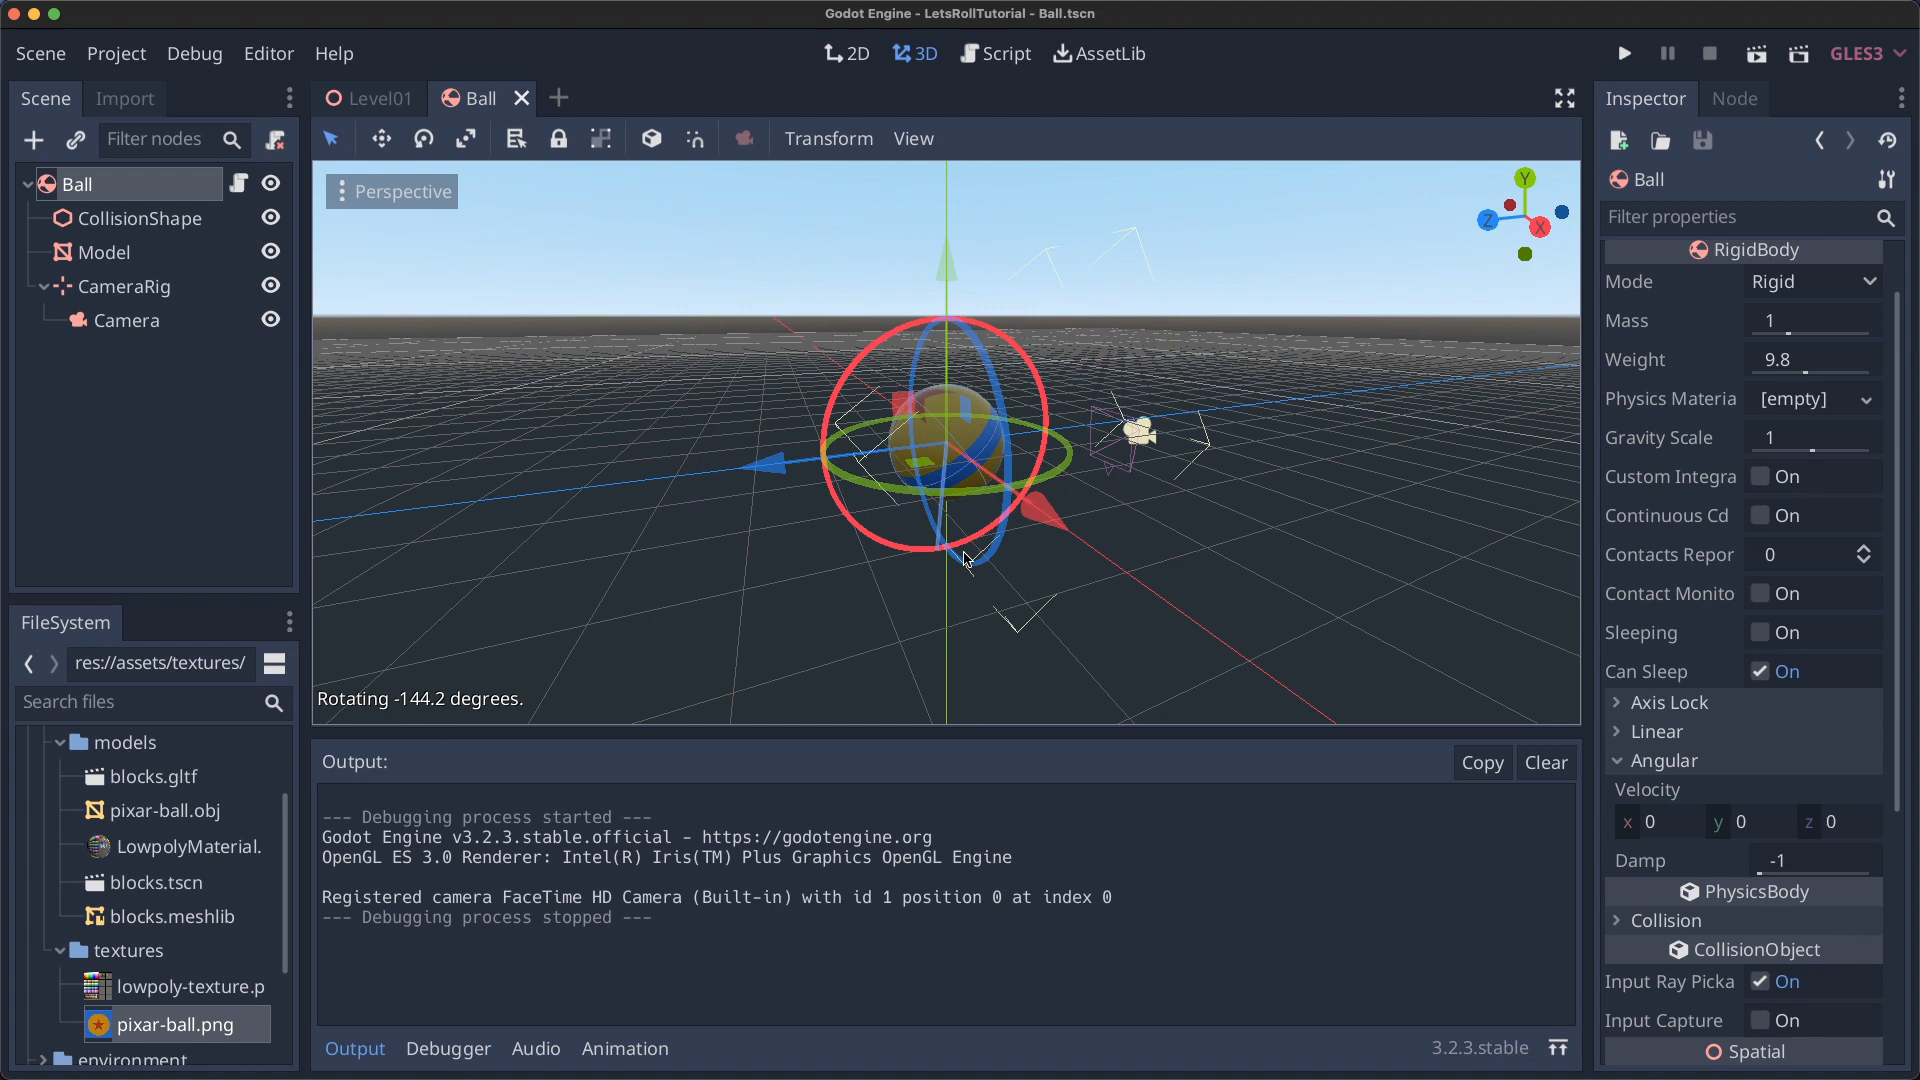 Godot Engine - LetsRollTutorial - Ball.tscn
Scene Project Debug Editor Help
2D 3D Script AssetLib
GLES3
Scene Import
Filter nodes
Ball
CollisionShape
Model
CameraRig
Camera
FileSystem
res://assets/textures/
Search files
models
blocks.gltf
pixar-ball.obj
LowpolyMaterial.
blocks.tscn
blocks.meshlib
textures
lowpoly-texture.p
pixar-ball.png
environment
Level01 Ball
Transform View
Perspective
Y
Z X
Rotating -144.2 degrees.
Output:
Copy Clear
--- Debugging process started ---
Godot Engine v3.2.3.stable.official - https://godotengine.org
OpenGL ES 3.0 Renderer: Intel(R) Iris(TM) Plus Graphics OpenGL Engine
Registered camera FaceTime HD Camera (Built-in) with id 1 position 0 at index 0
--- Debugging process stopped ---
Output Debugger Audio Animation
3.2.3.stable
Inspector Node
Ball
Filter properties
RigidBody
Mode Rigid
Mass 1
Weight 9.8
Physics Materia [empty]
Gravity Scale 1
Custom Integra On
Continuous Cd On
Contacts Repor 0
Contact Monito On
Sleeping On
Can Sleep On
Axis Lock
Linear
Angular
Velocity
x 0 y 0 z 0
Damp -1
PhysicsBody
Collision
CollisionObject
Input Ray Picka On
Input Capture On
Spatial